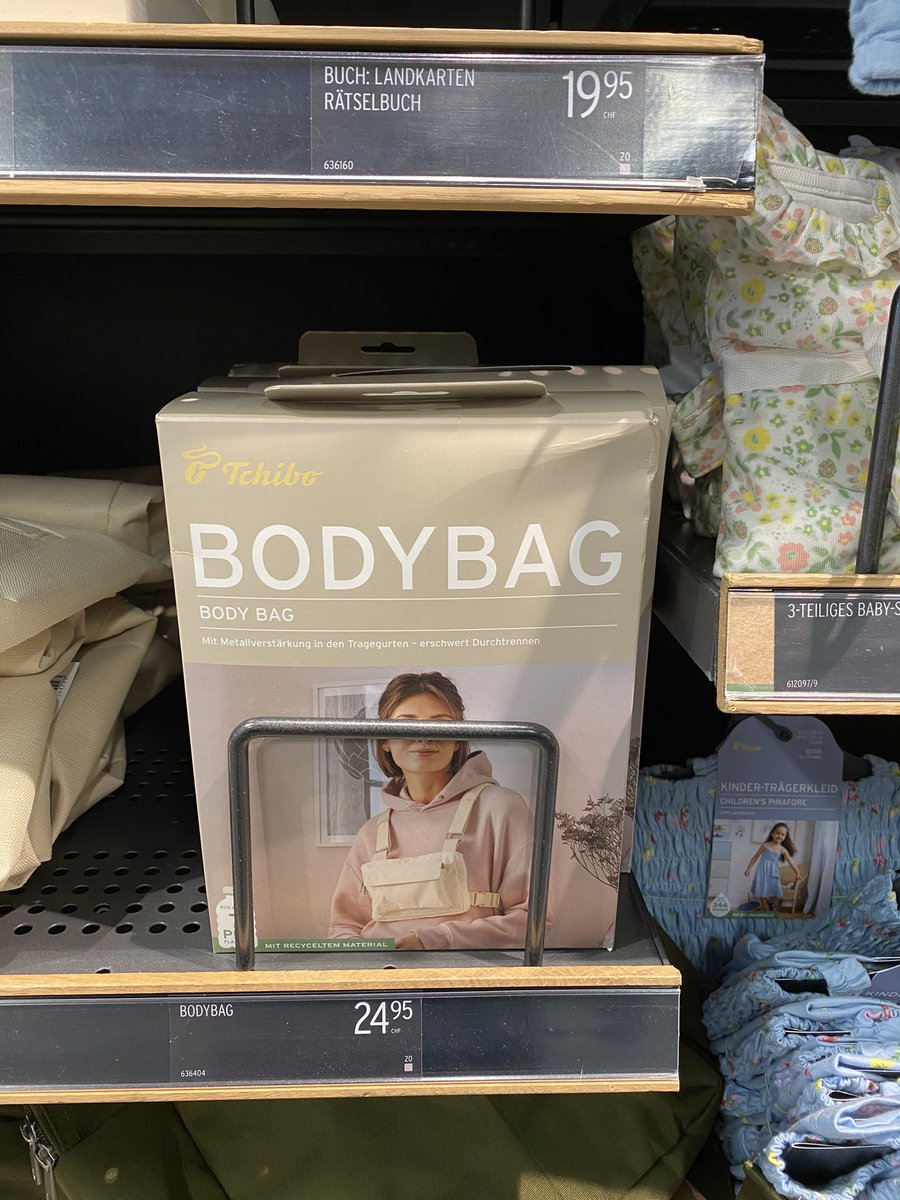 BUCH: LANDKARTEN
RÄTSELBUCH
19 95
CHF
636160
20
Tchibo
BODYBAG
BODY BAG
Mit Metallverstärkung in den Tragegurten – erschwert Durchtrennen
MIT RECYCELTEM MATERIAL
BODYBAG
24 95
CHF
636404
20
3-TEILIGES BABY-S
612097/9
KINDER-TRÄGERKLEID
CHILDREN'S PINAFORE
344